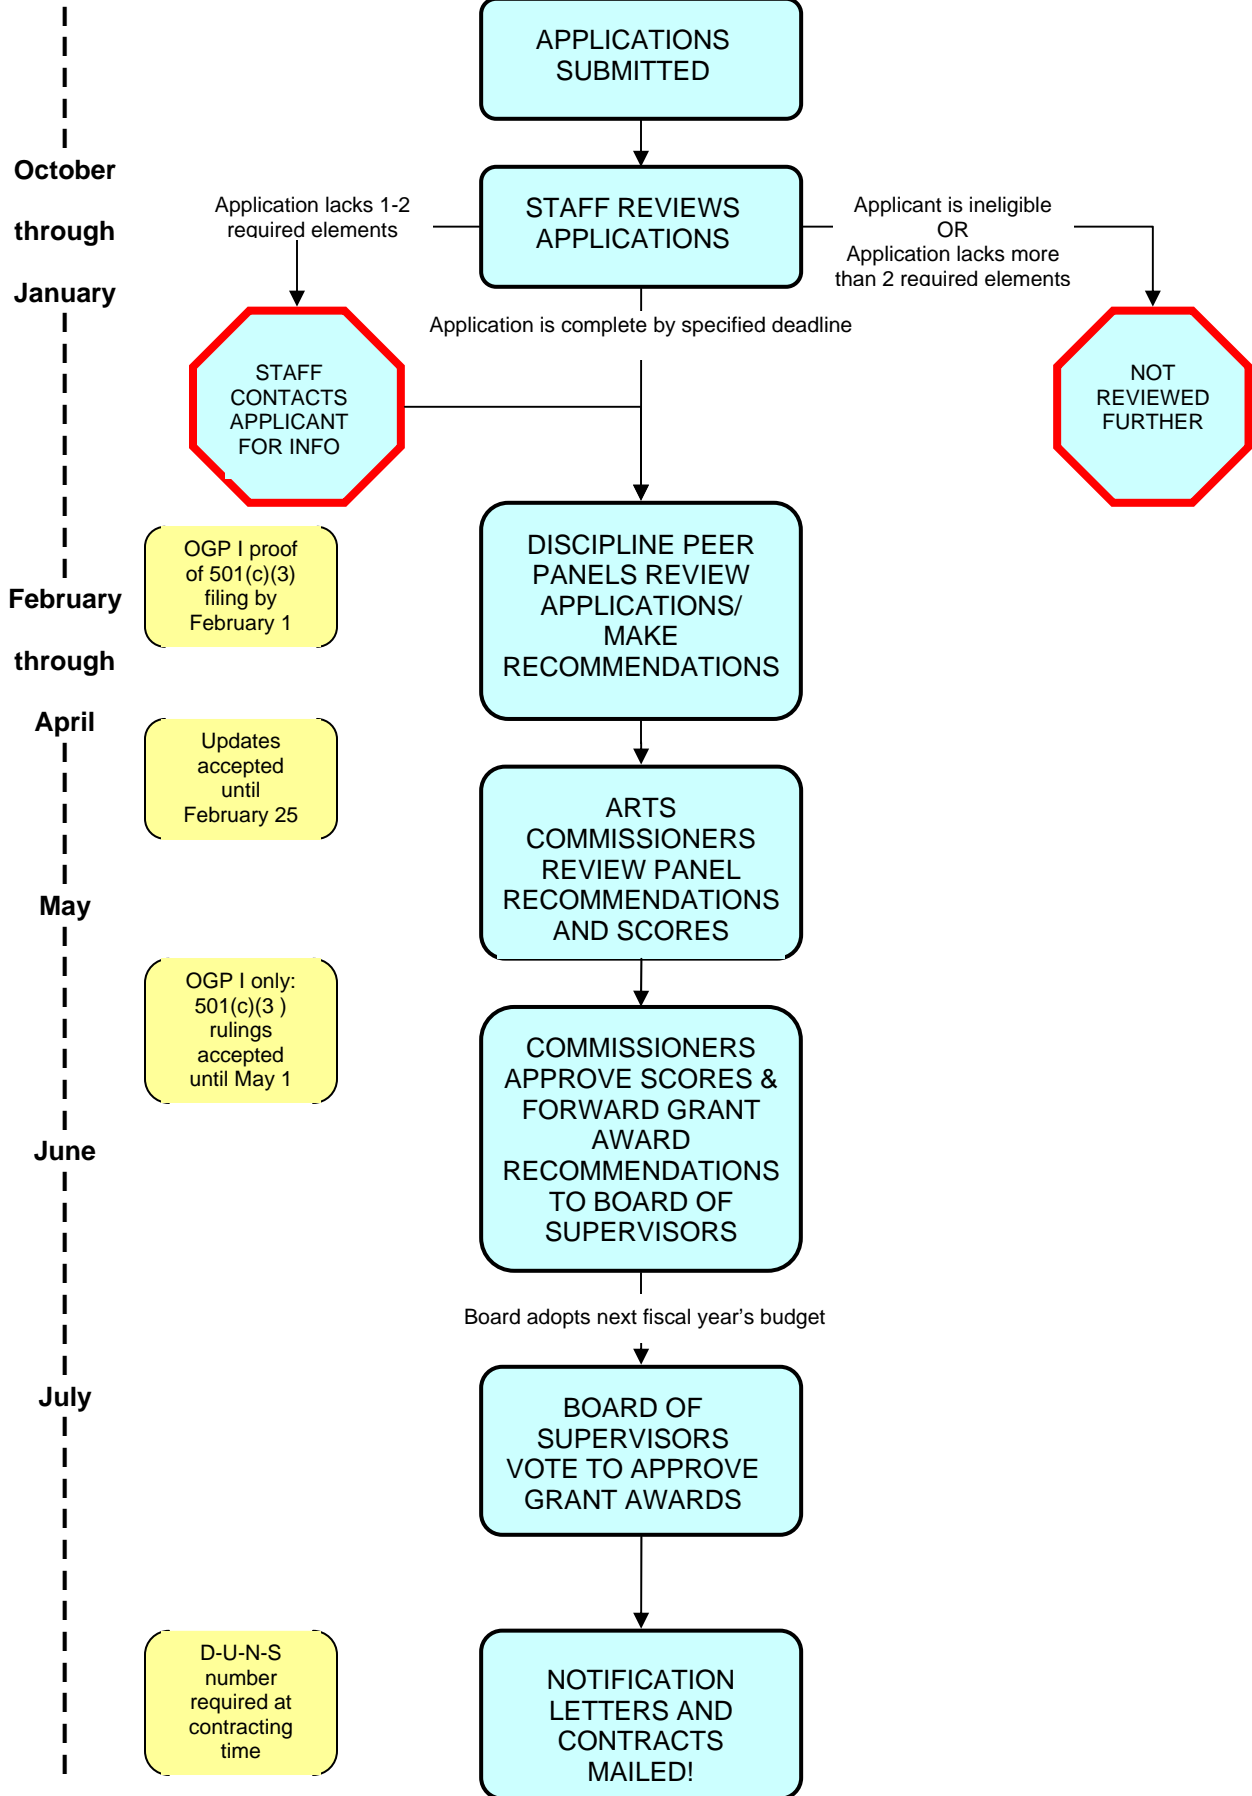 APPLICATIONS
SUBMITTED
October
through
January
Application lacks 1-2
required elements
STAFF REVIEWS
APPLICATIONS
Applicant is ineligible
OR
Application lacks more
than 2 required elements
Application is complete by specified deadline
STAFF
CONTACTS
APPLICANT
FOR INFO
NOT
REVIEWED
FURTHER
February
through
April
OGP I proof
of 501(c)(3)
filing by
February 1
DISCIPLINE PEER
PANELS REVIEW
APPLICATIONS/
MAKE
RECOMMENDATIONS
Updates
accepted
until
February 25
ARTS
COMMISSIONERS
REVIEW PANEL
RECOMMENDATIONS
AND SCORES
May
OGP I only:
501(c)(3 )
rulings
accepted
until May 1
COMMISSIONERS
APPROVE SCORES &
FORWARD GRANT
AWARD
RECOMMENDATIONS
TO BOARD OF
SUPERVISORS
June
Board adopts next fiscal year's budget
July
BOARD OF
SUPERVISORS
VOTE TO APPROVE
GRANT AWARDS
D-U-N-S
number
required at
contracting
time
NOTIFICATION
LETTERS AND
CONTRACTS
MAILED!